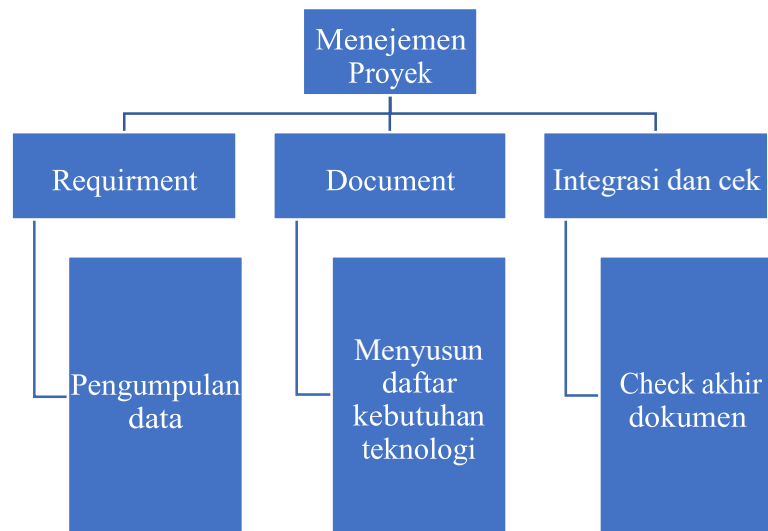 Menejemen
Proyek
Requirment
Document
Integrasi dan cek
Pengumpulan
data
Menyusun
daftar
kebutuhan
teknologi
Check akhir
dokumen